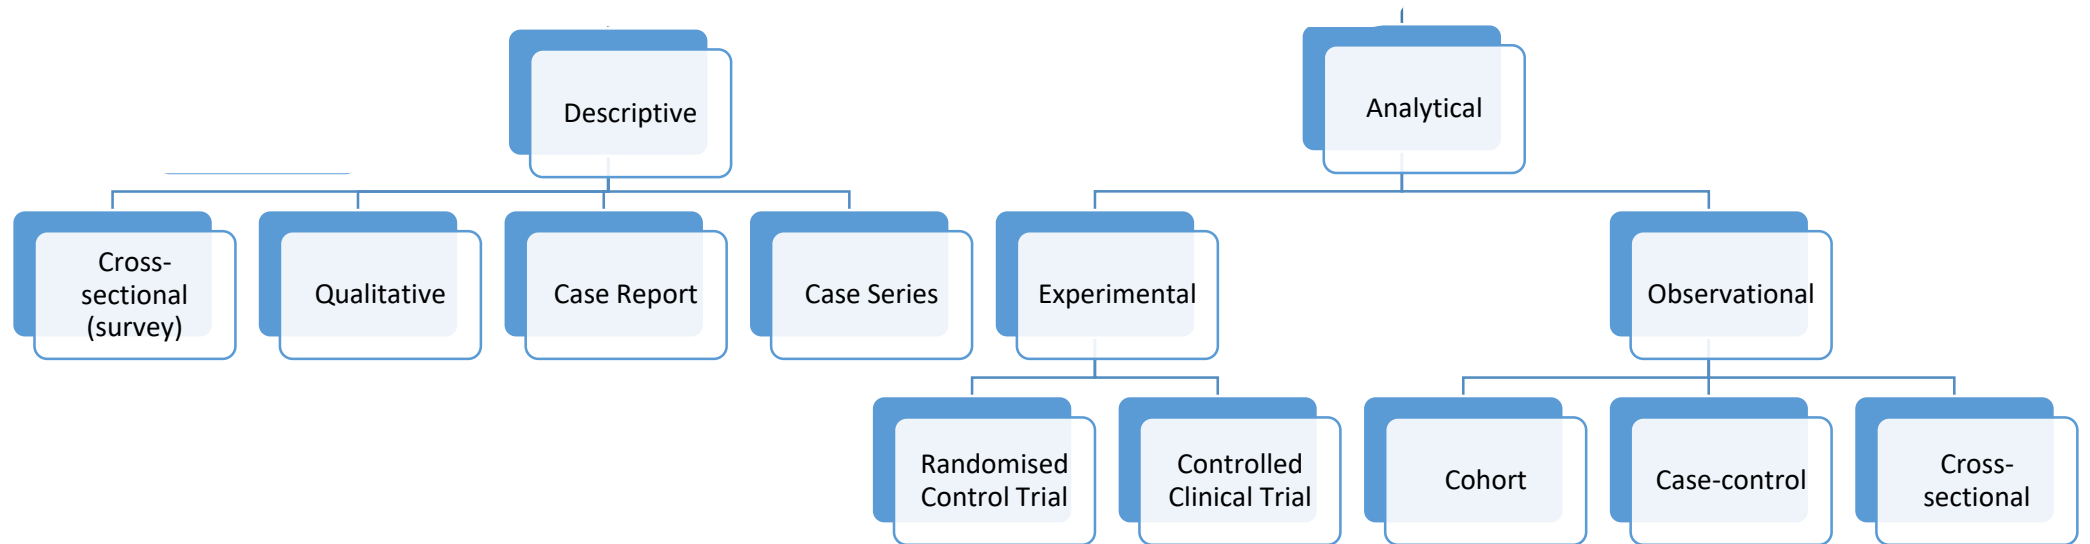 Descriptive
Analytical
Cross-
sectional
(survey)
Qualitative
Case Report
Case Series
Experimental
Observational
Randomised
Control Trial
Controlled
Clinical Trial
Cohort
Case-control
Cross-
sectional